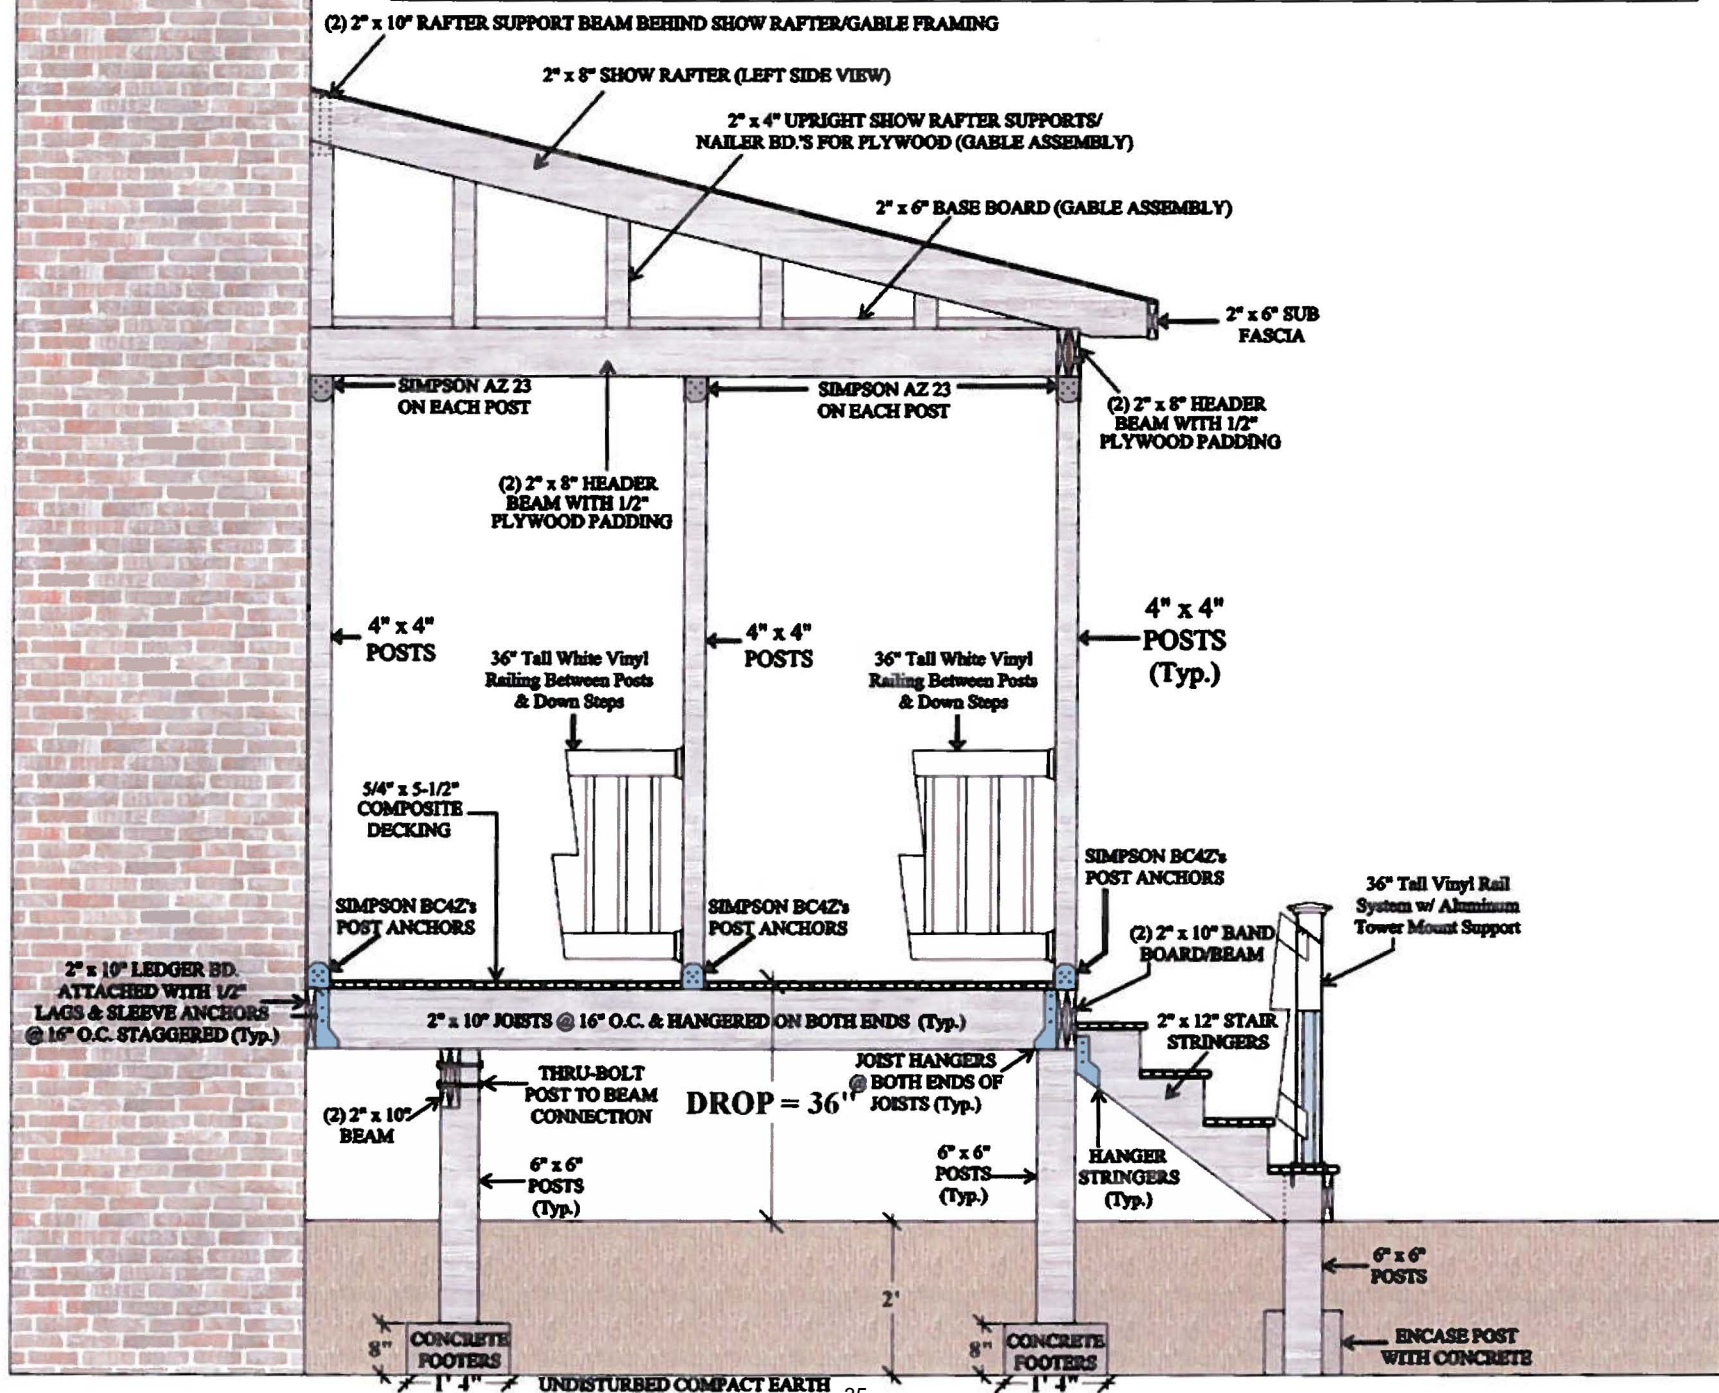 (2) 2" x 10" RAFTER SUPPORT BEAM BEHIND SHOW RAFTER/GABLE FRAMING
2" x 8" SHOW RAFTER (LEFT SIDE VIEW)
2" x 4" UPRIGHT SHOW RAFTER SUPPORTS/
NAILER BD.'S FOR PLYWOOD (GABLE ASSEMBLY)
2" x 6" BASE BOARD (GABLE ASSEMBLY)
2" x 6" SUB
FASCIA
SIMPSON AZ 23
ON EACH POST
SIMPSON AZ 23
ON EACH POST
(2) 2" x 8" HEADER
BEAM WITH 1/2"
PLYWOOD PADDING
(2) 2" x 8" HEADER
BEAM WITH 1/2"
PLYWOOD PADDING
4" x 4"
POSTS
4" x 4"
POSTS
4" x 4"
POSTS
(Typ.)
36" Tall White Vinyl
Railing Between Posts
& Down Steps
36" Tall White Vinyl
Railing Between Posts
& Down Steps
5/4" x 5-1/2"
COMPOSITE
DECKING
SIMPSON BC4Z's
POST ANCHORS
SIMPSON BC4Z's
POST ANCHORS
SIMPSON BC4Z's
POST ANCHORS
36" Tall Vinyl Rail
System w/ Aluminum
Tower Mount Support
(2) 2" x 10" BAND
BOARD/BEAM
2" x 10" LEDGER BD.
ATTACHED WITH 1/2"
LAGS & SLEEVE ANCHORS
@ 16" O.C. STAGGERED (Typ.)
2" x 10" JOISTS @ 16" O.C. & HANGERED ON BOTH ENDS (Typ.)
2" x 12" STAIR
STRINGERS
JOIST HANGERS
@ BOTH ENDS OF
JOISTS (Typ.)
THRU-BOLT
POST TO BEAM
CONNECTION
DROP = 36"
(2) 2" x 10"
BEAM
6" x 6"
POSTS
(Typ.)
6" x 6"
POSTS
(Typ.)
HANGER
STRINGERS
(Typ.)
6" x 6"
POSTS
2'
8"
CONCRETE
FOOTERS
8"
CONCRETE
FOOTERS
ENCASE POST
WITH CONCRETE
1' 4"
UNDISTURBED COMPACT EARTH
1' 4"